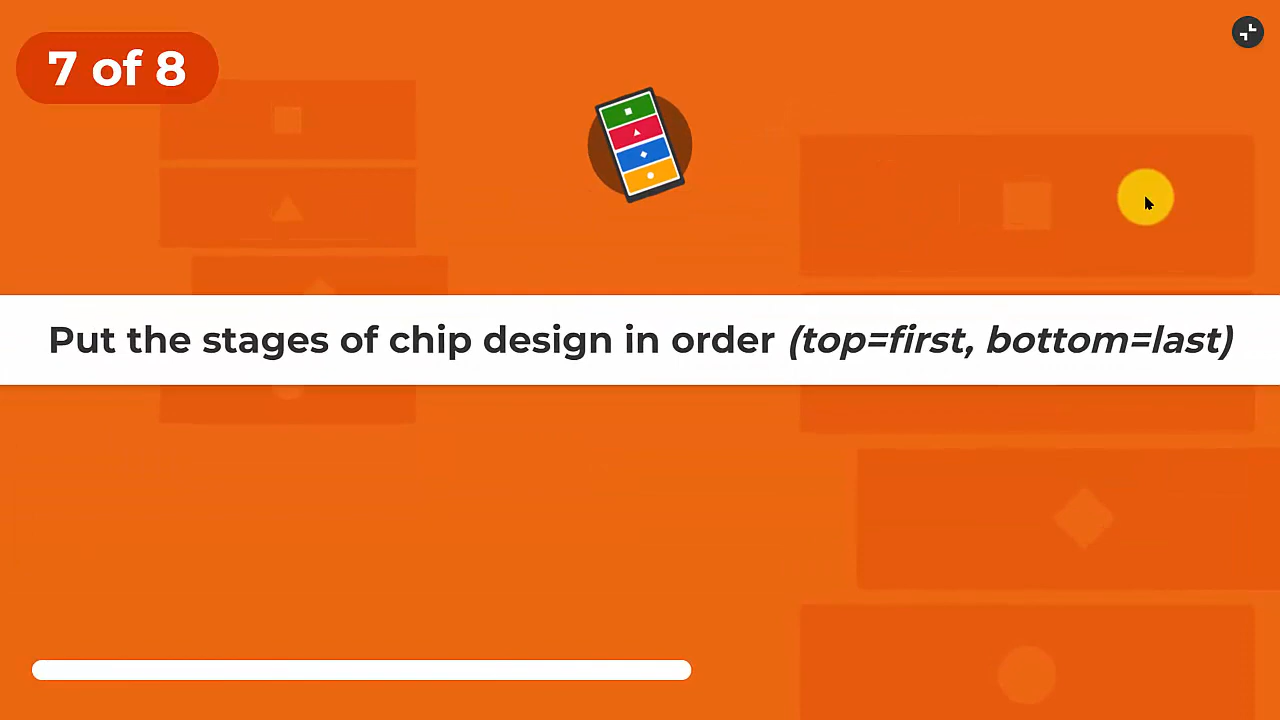 7 of 8
Put the stages of chip design in order (top=first, bottom=last)